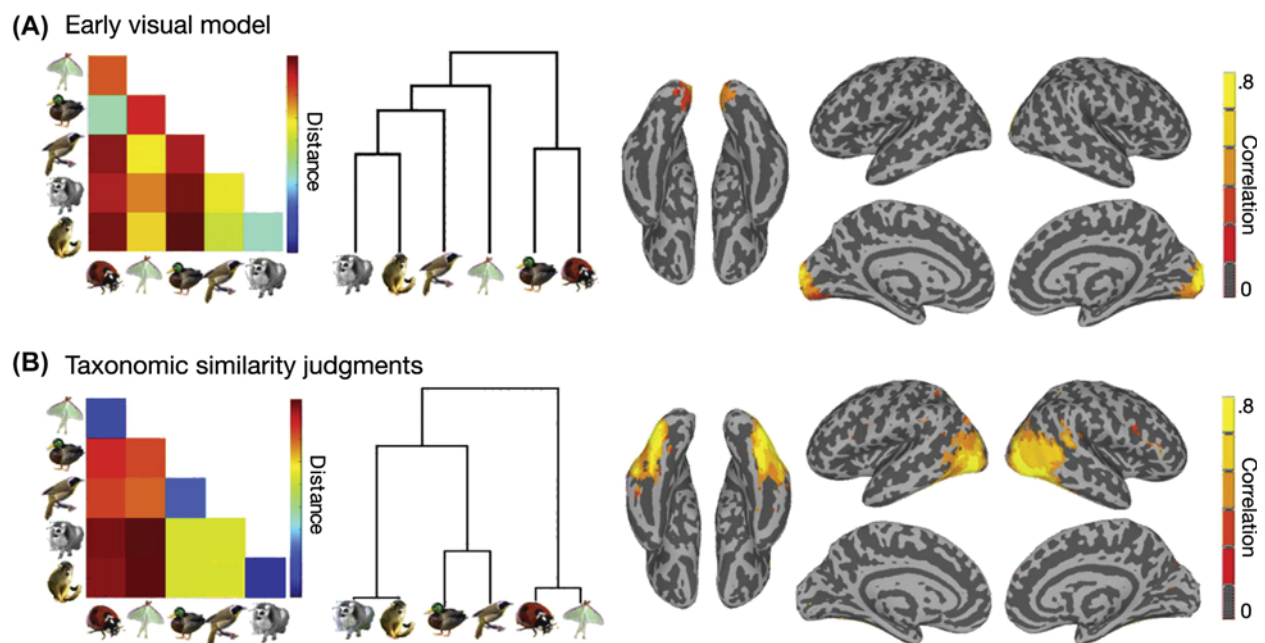 (A) Early visual model
Distance
.8
Correlation
0
(B) Taxonomic similarity judgments
Distance
.8
Correlation
0